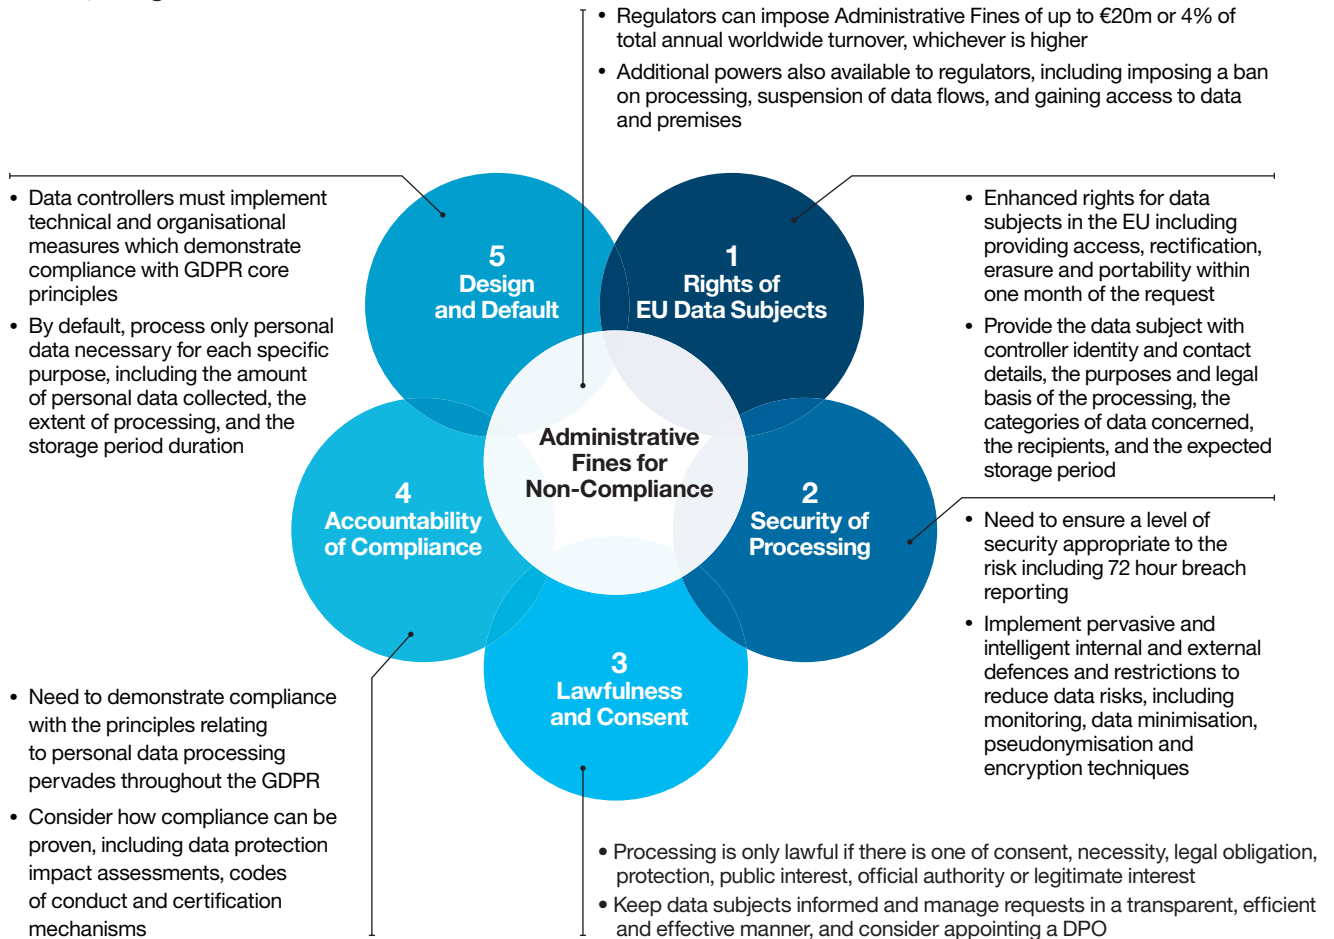 • Regulators can impose Administrative Fines of up to €20m or 4% of
total annual worldwide turnover, whichever is higher
• Additional powers also available to regulators, including imposing a ban
on processing, suspension of data flows, and gaining access to data
and premises
• Data controllers must implement
technical and organisational
measures which demonstrate
compliance with GDPR core
principles
• By default, process only personal
data necessary for each specific
purpose, including the amount
of personal data collected, the
extent of processing, and the
storage period duration
5
Design
and Default
1
Rights of
EU Data Subjects
• Enhanced rights for data
subjects in the EU including
providing access, rectification,
erasure and portability within
one month of the request
• Provide the data subject with
controller identity and contact
details, the purposes and legal
basis of the processing, the
categories of data concerned,
the recipients, and the expected
storage period
Administrative
Fines for
Non-Compliance
4
Accountability
of Compliance
2
Security of
Processing
• Need to ensure a level of
security appropriate to the
risk including 72 hour breach
reporting
• Implement pervasive and
intelligent internal and external
defences and restrictions to
reduce data risks, including
monitoring, data minimisation,
pseudonymisation and
encryption techniques
3
Lawfulness
and Consent
• Need to demonstrate compliance
with the principles relating
to personal data processing
pervades throughout the GDPR
• Consider how compliance can be
proven, including data protection
impact assessments, codes
of conduct and certification
mechanisms
• Processing is only lawful if there is one of consent, necessity, legal obligation,
protection, public interest, official authority or legitimate interest
• Keep data subjects informed and manage requests in a transparent, efficient
and effective manner, and consider appointing a DPO